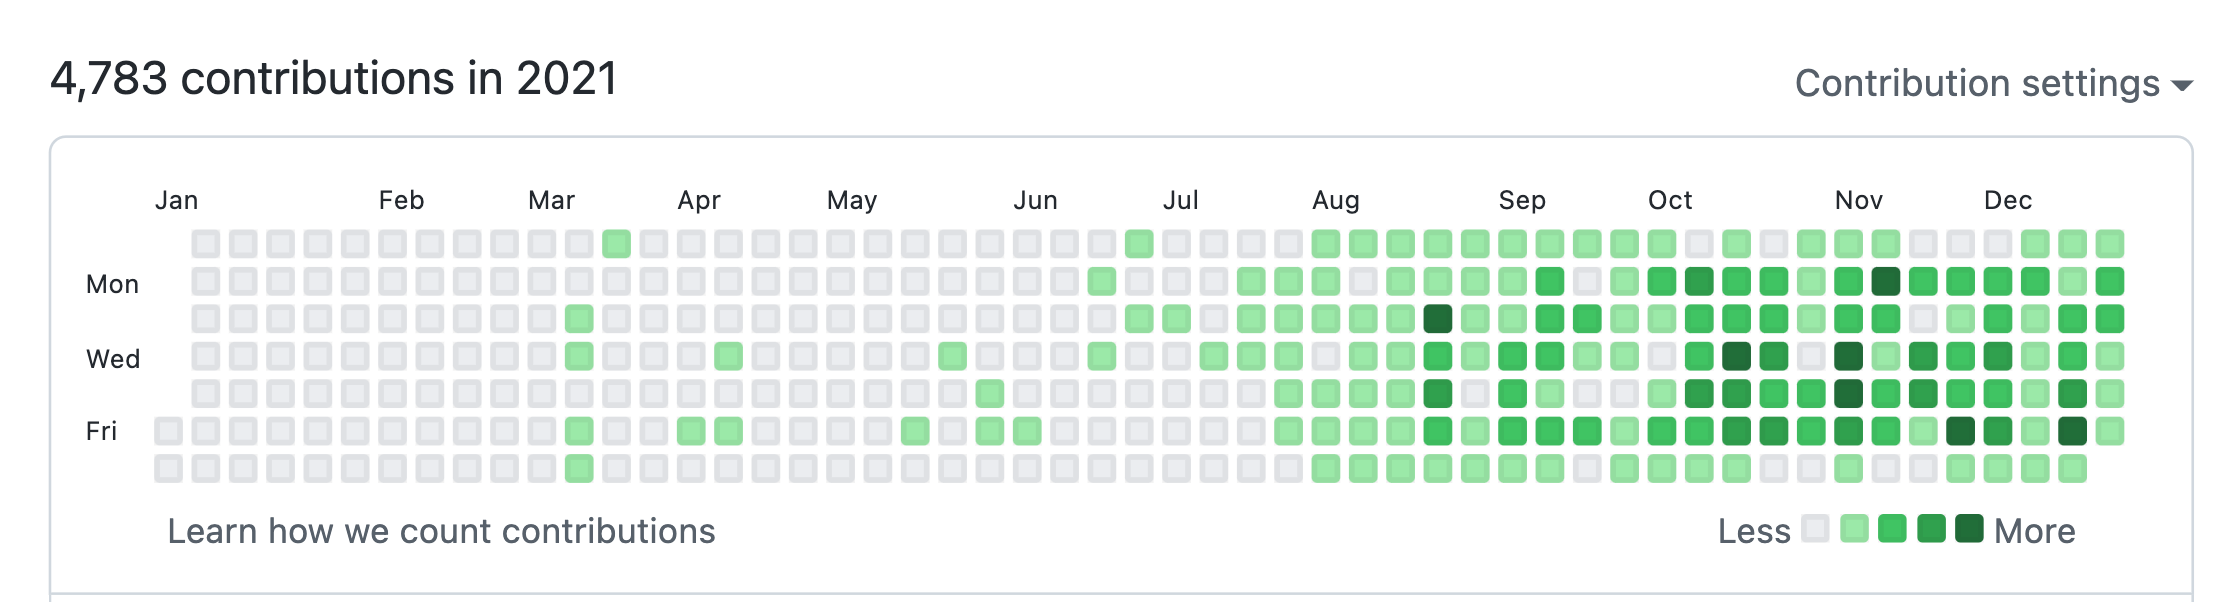 4,783 contributions in 2021
Contribution settings
Jan Feb Mar Apr May Jun Jul Aug Sep Oct Nov Dec
Mon
Wed
Fri
Learn how we count contributions
Less More